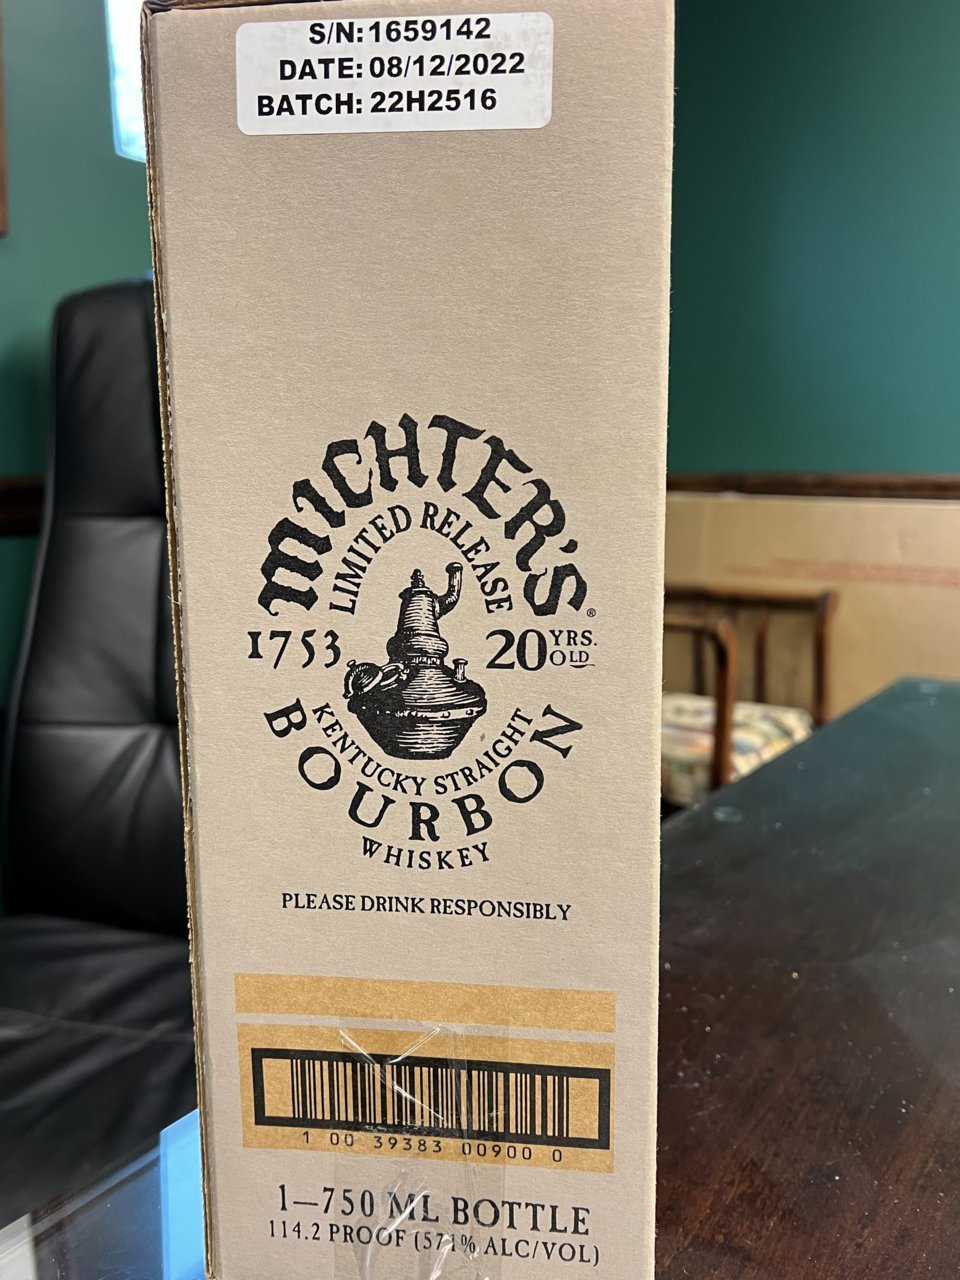 S/N: 1659142
DATE: 08/12/2022
BATCH: 22H2516
MICHTER'S®
LIMITED RELEASE
1753
20 YRS. OLD
KENTUCKY STRAIGHT
BOURBON
WHISKEY
PLEASE DRINK RESPONSIBLY
1 00 39383 00900 0
1—750 ML BOTTLE
114.2 PROOF (57.1% ALC/VOL)